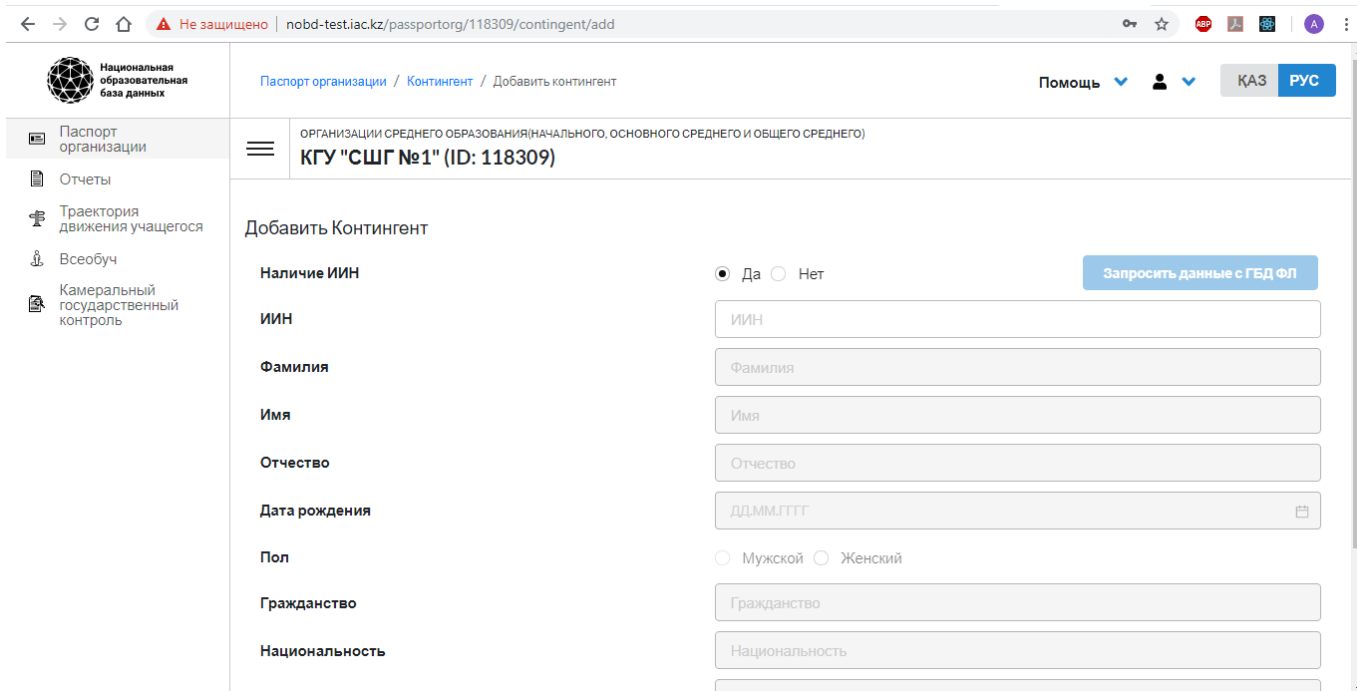 Не защищено | nobd-test.iac.kz/passportorg/118309/contingent/add
ABP
A
Национальная
образовательная
база данных
Паспорт организации / Контингент / Добавить контингент
Помощь
ҚАЗ РУС
Паспорт
организации
Отчеты
Траектория
движения учащегося
Всеобуч
Камеральный
государственный
контроль
ОРГАНИЗАЦИИ СРЕДНЕГО ОБРАЗОВАНИЯ(НАЧАЛЬНОГО, ОСНОВНОГО СРЕДНЕГО И ОБЩЕГО СРЕДНЕГО)
КГУ "СШГ №1" (ID: 118309)
Добавить Контингент
Наличие ИИН Да Нет Запросить данные с ГБД ФЛ
ИИН ИИН
Фамилия Фамилия
Имя Имя
Отчество Отчество
Дата рождения ДД.ММ.ГГГГ
Пол Мужской Женский
Гражданство Гражданство
Национальность Национальность